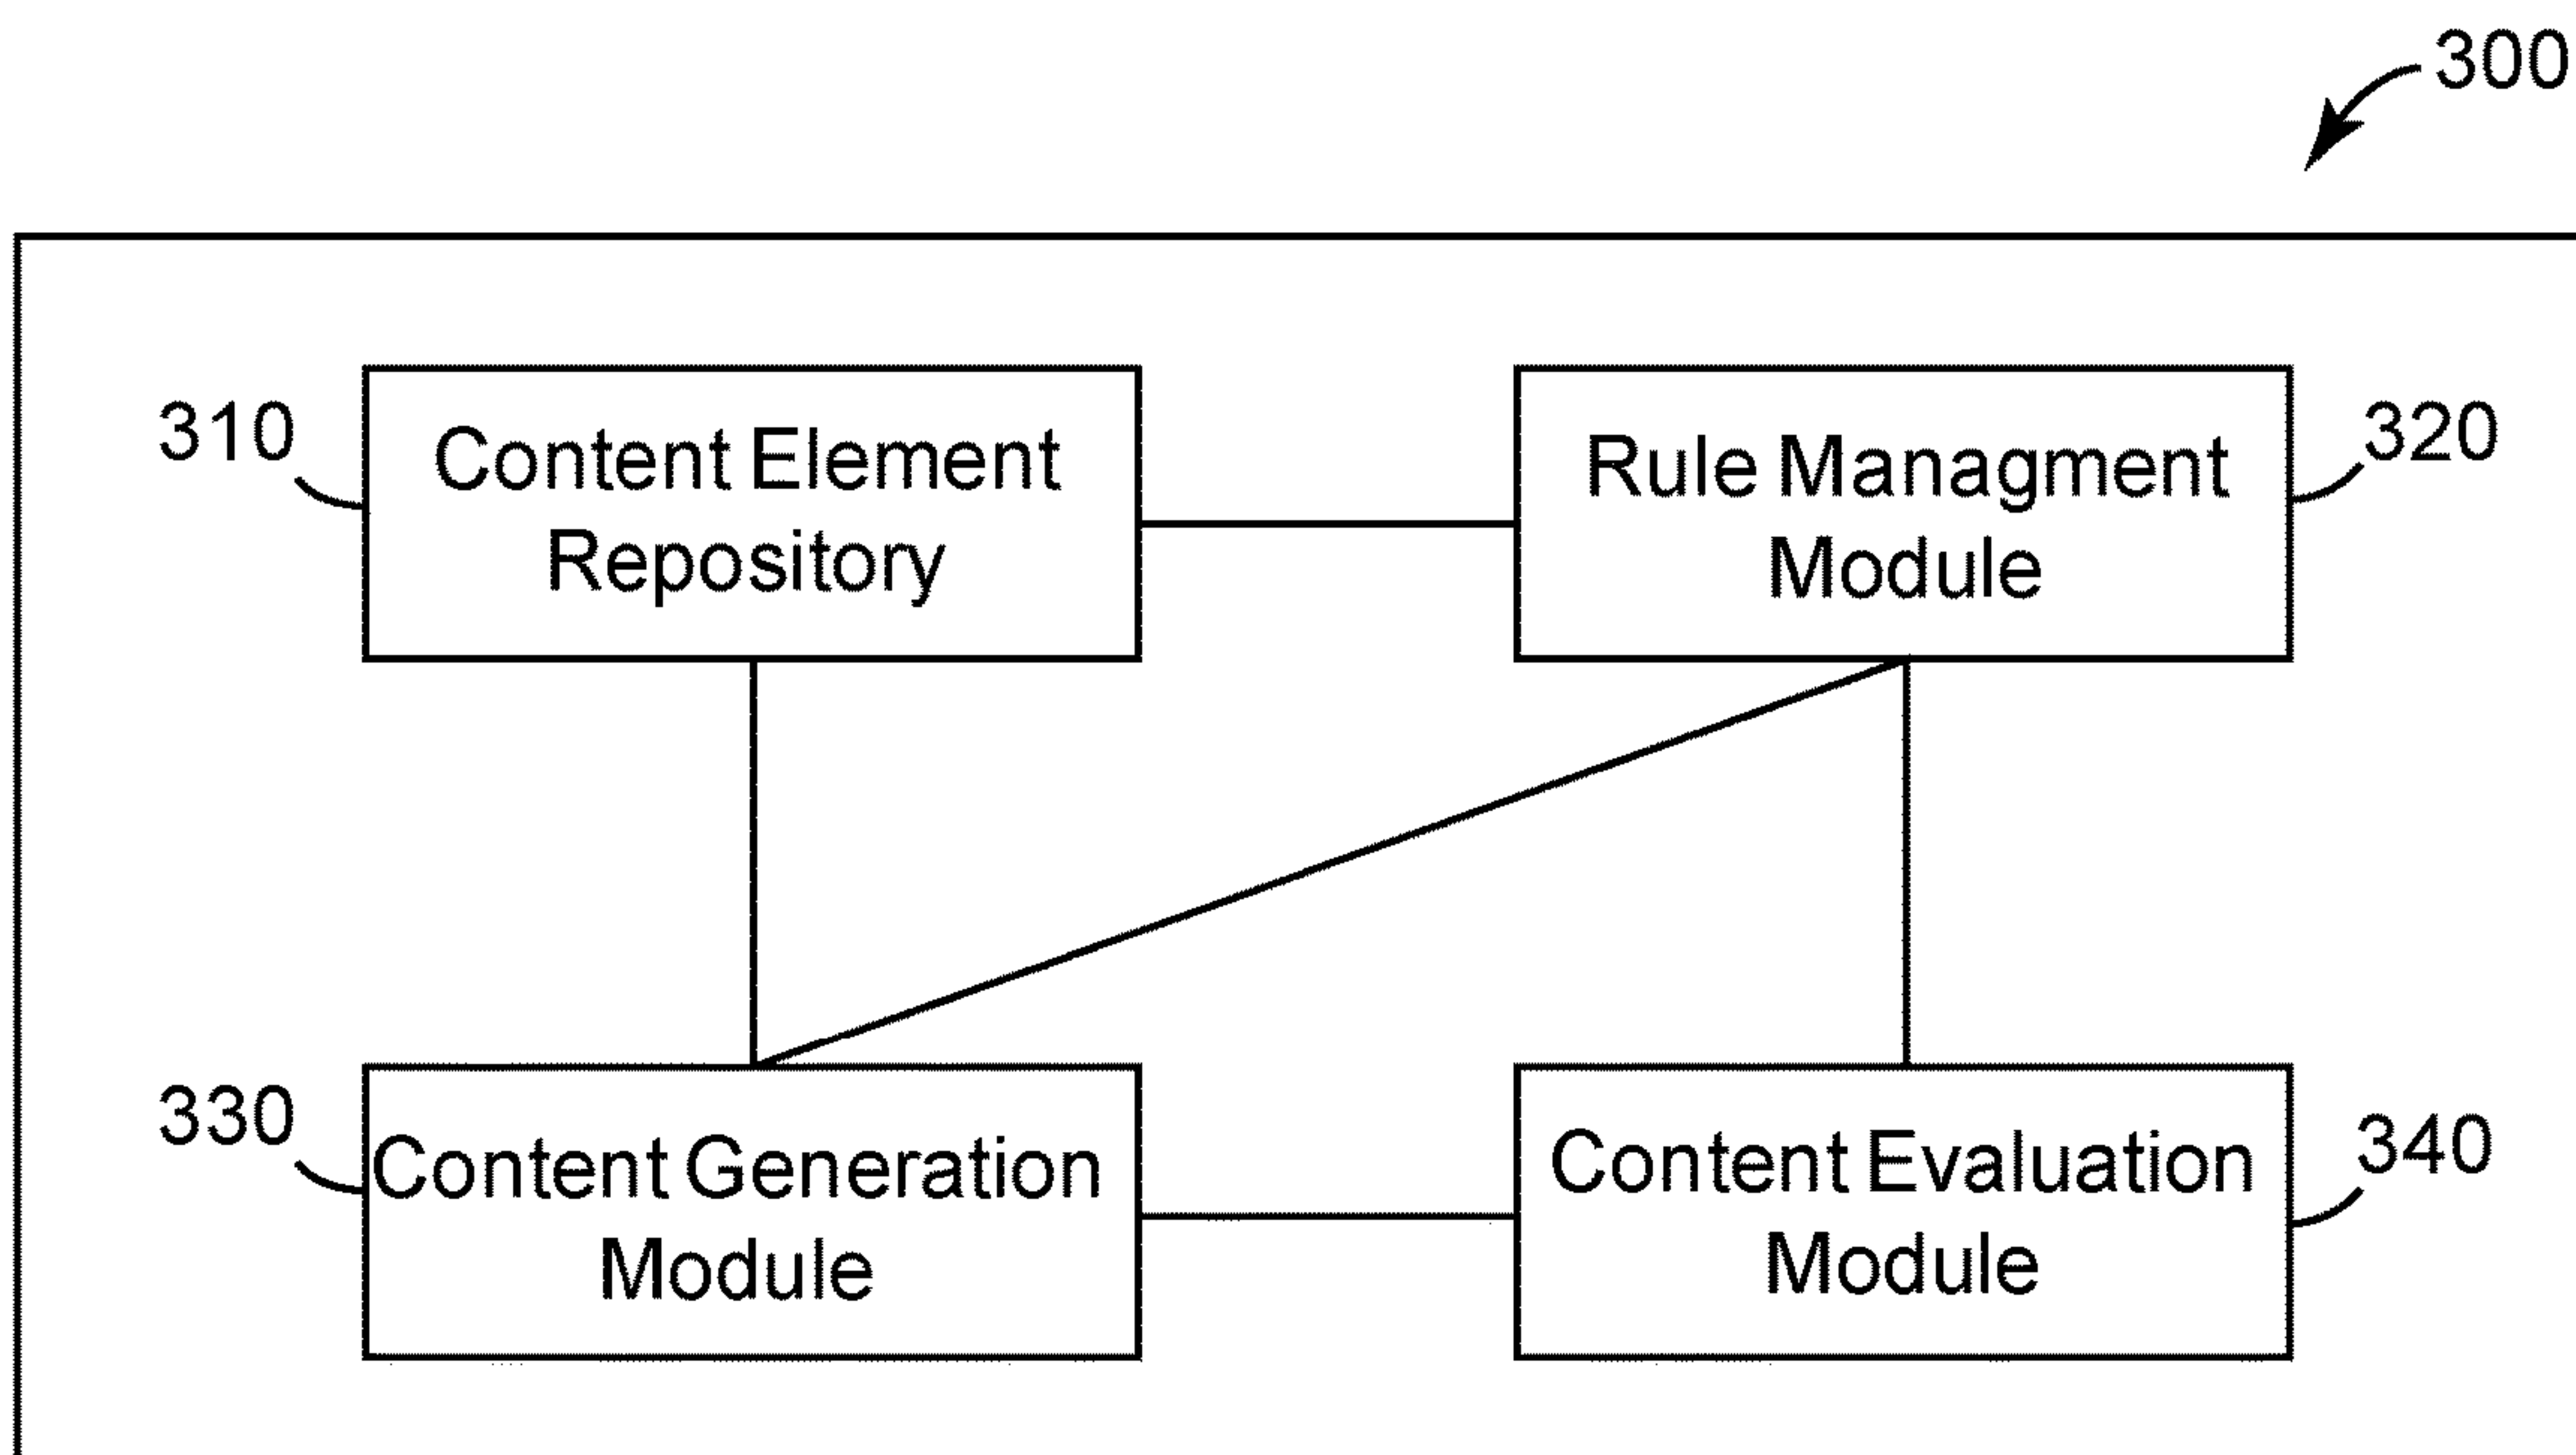 300
310
Content Element
Repository
Rule Managment
Module
320
330
Content Generation
Module
Content Evaluation
Module
340